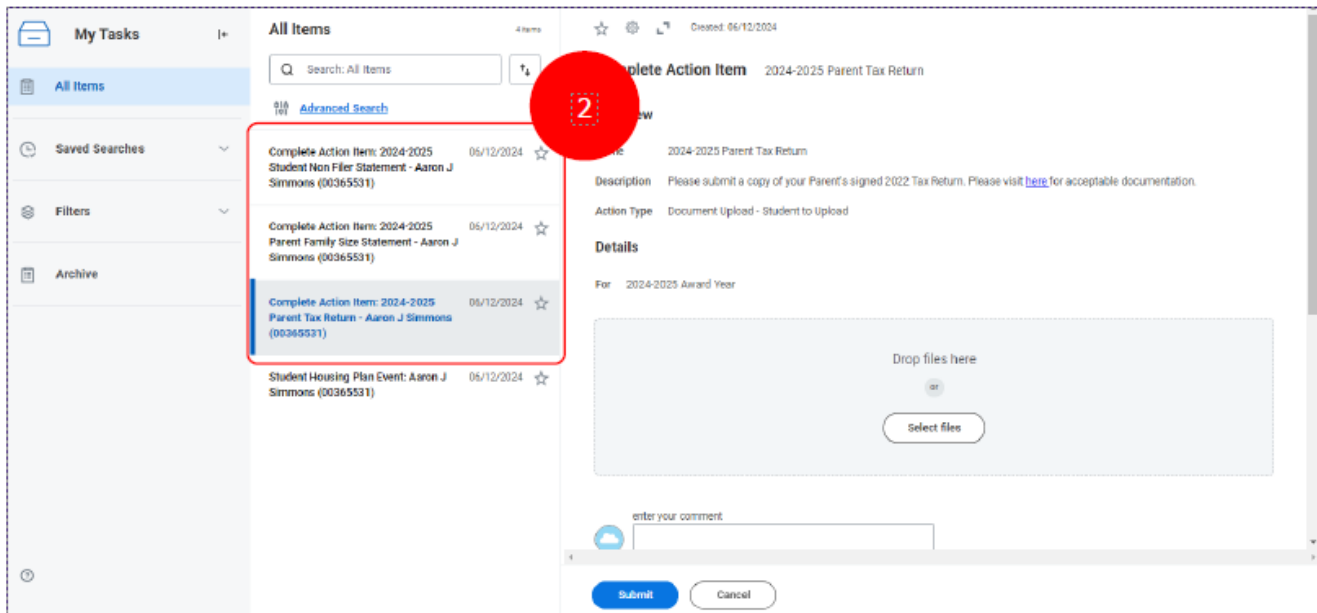 My Tasks
All Items
Saved Searches
Filters
Archive
All Items
4 items
Search: All Items
Advanced Search
Complete Action Item: 2024-2025
Student Non Filer Statement - Aaron J
Simmons (00365531)
06/12/2024
Complete Action Item: 2024-2025
Parent Family Size Statement - Aaron J
Simmons (00365531)
06/12/2024
Complete Action Item: 2024-2025
Parent Tax Return - Aaron J Simmons
(00365531)
06/12/2024
Student Housing Plan Event: Aaron J
Simmons (00365531)
06/12/2024
2
Created: 06/12/2024
plete Action Item 2024-2025 Parent Tax Return
ew
2024-2025 Parent Tax Return
Description Please submit a copy of your Parent's signed 2022 Tax Return. Please visit here for acceptable documentation.
Action Type Document Upload - Student to Upload
Details
For 2024-2025 Award Year
Drop files here
or
Select files
enter your comment
Submit Cancel